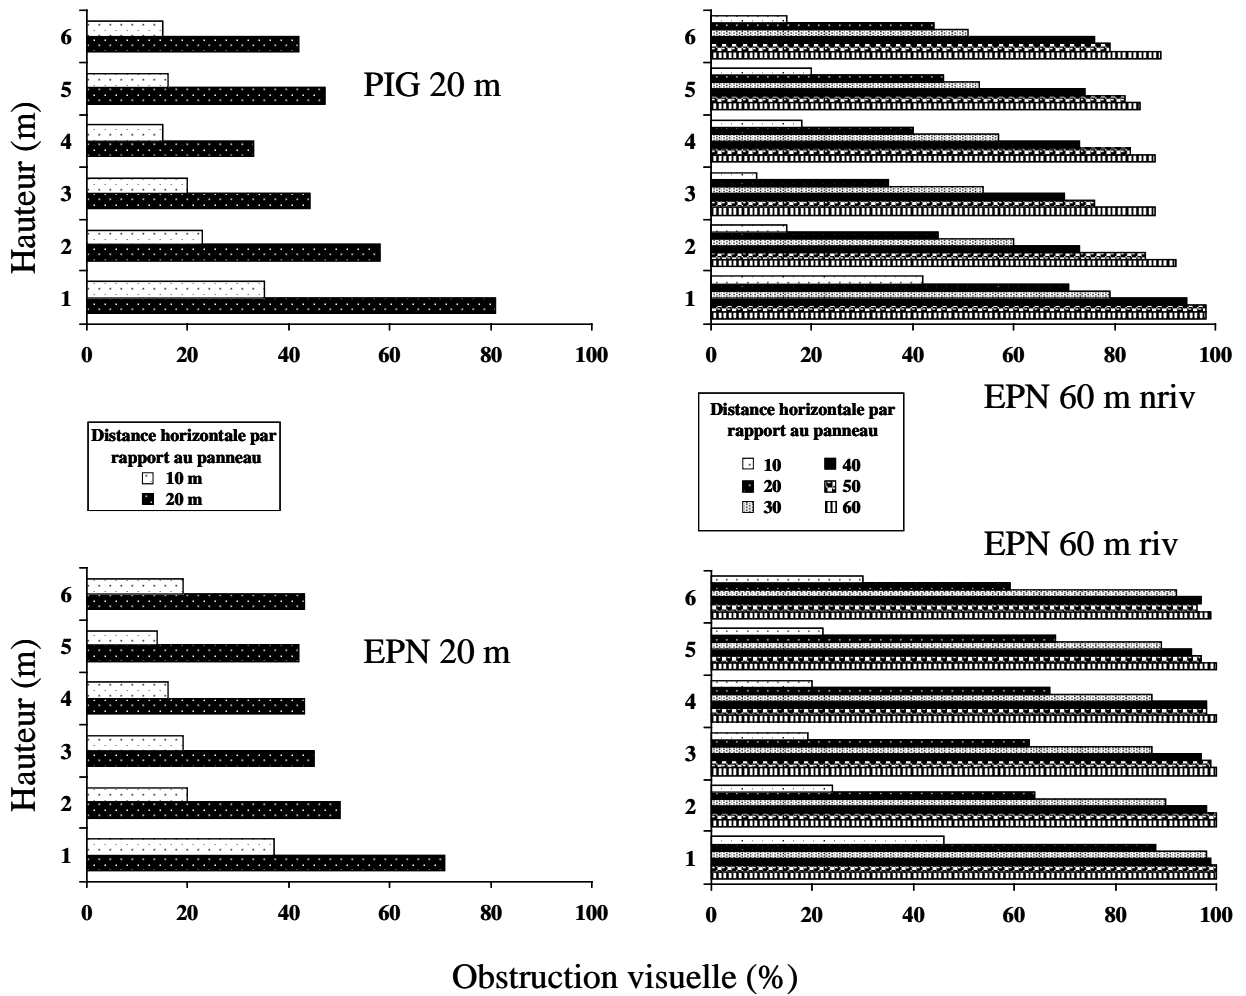 Hauteur (m)
6
5
4
3
2
1
0 20 40 60 80 100
PIG 20 m
6
5
4
3
2
1
0 20 40 60 80 100
EPN 60 m nriv
Distance horizontale par
rapport au panneau
10 m
20 m
Distance horizontale par
rapport au panneau
10 40
20 50
30 60
EPN 60 m riv
Hauteur (m)
6
5
4
3
2
1
0 20 40 60 80 100
EPN 20 m
6
5
4
3
2
1
0 20 40 60 80 100
Obstruction visuelle (%)